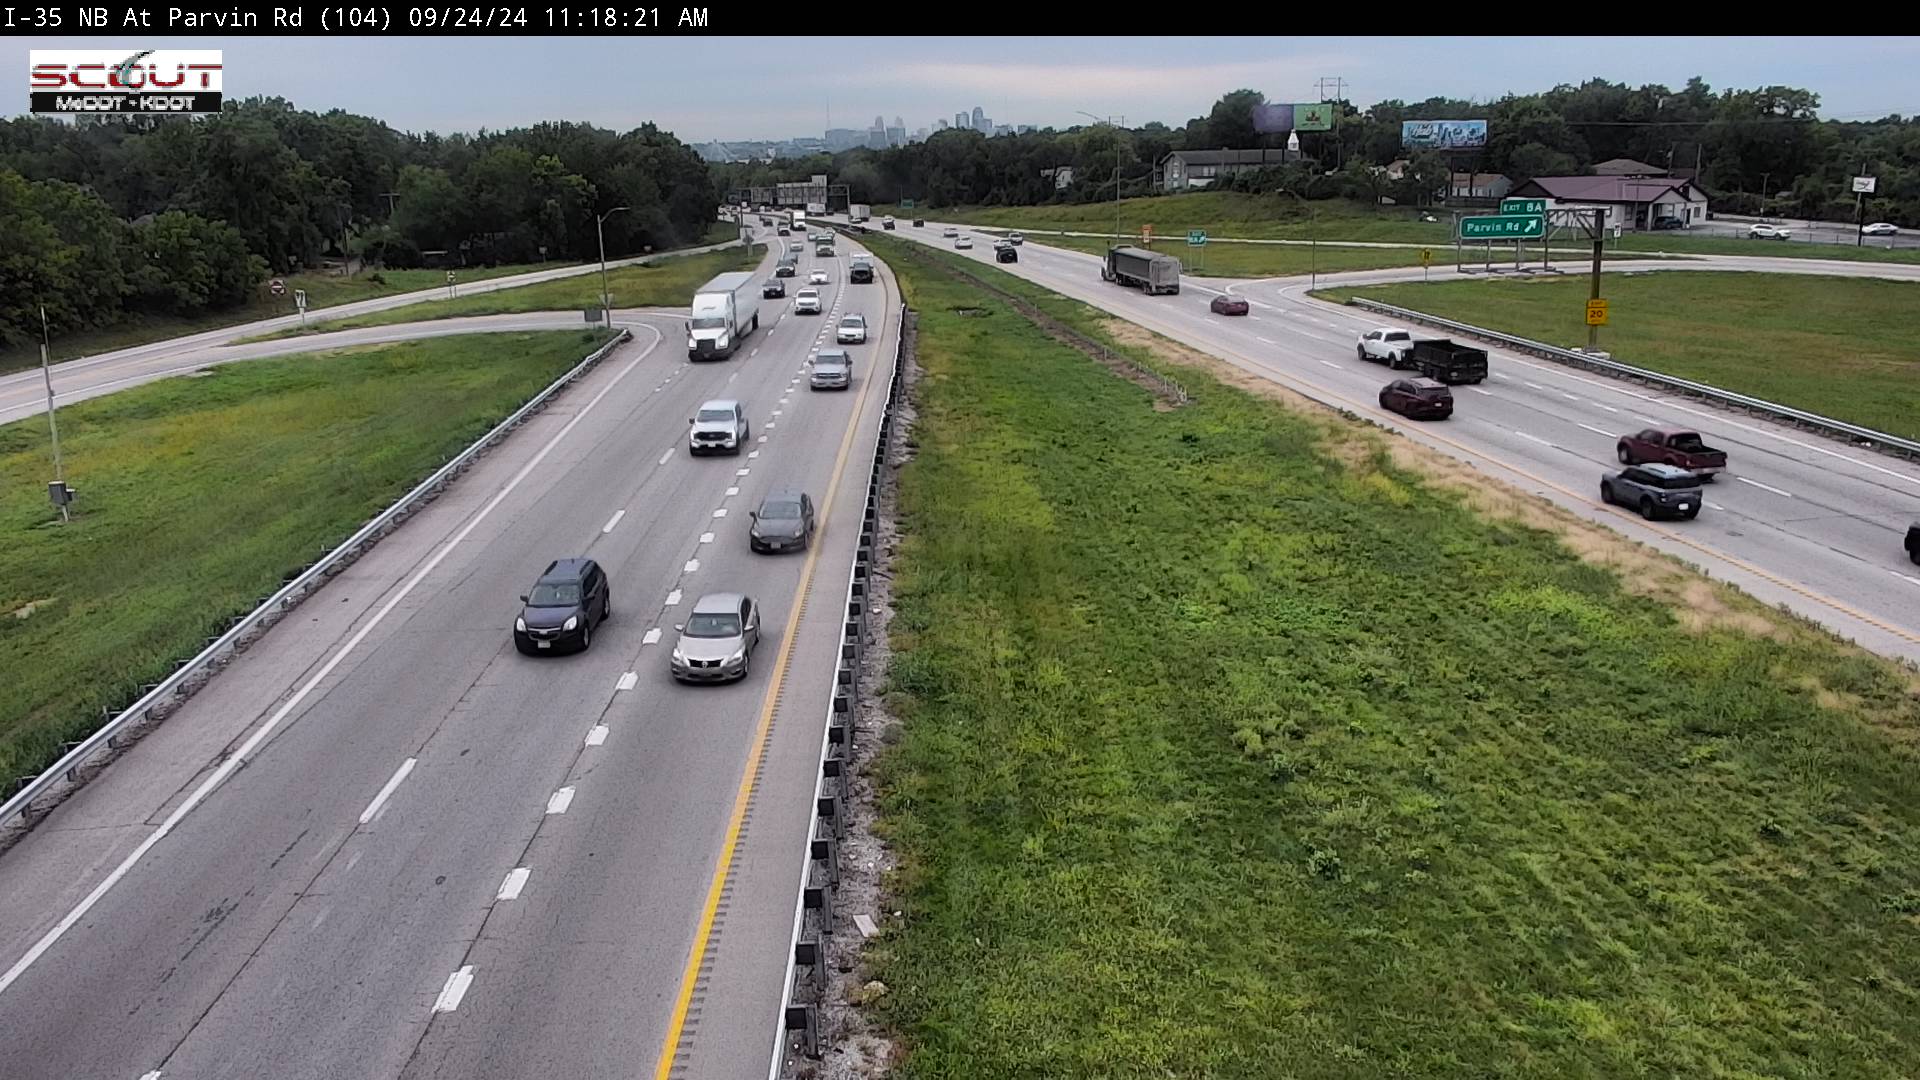 I-35 NB At Parvin Rd (104) 09/24/24 11:18:21 AM
SCOUT
MoDOT - KDOT
EXIT 8A
Parvin Rd
20